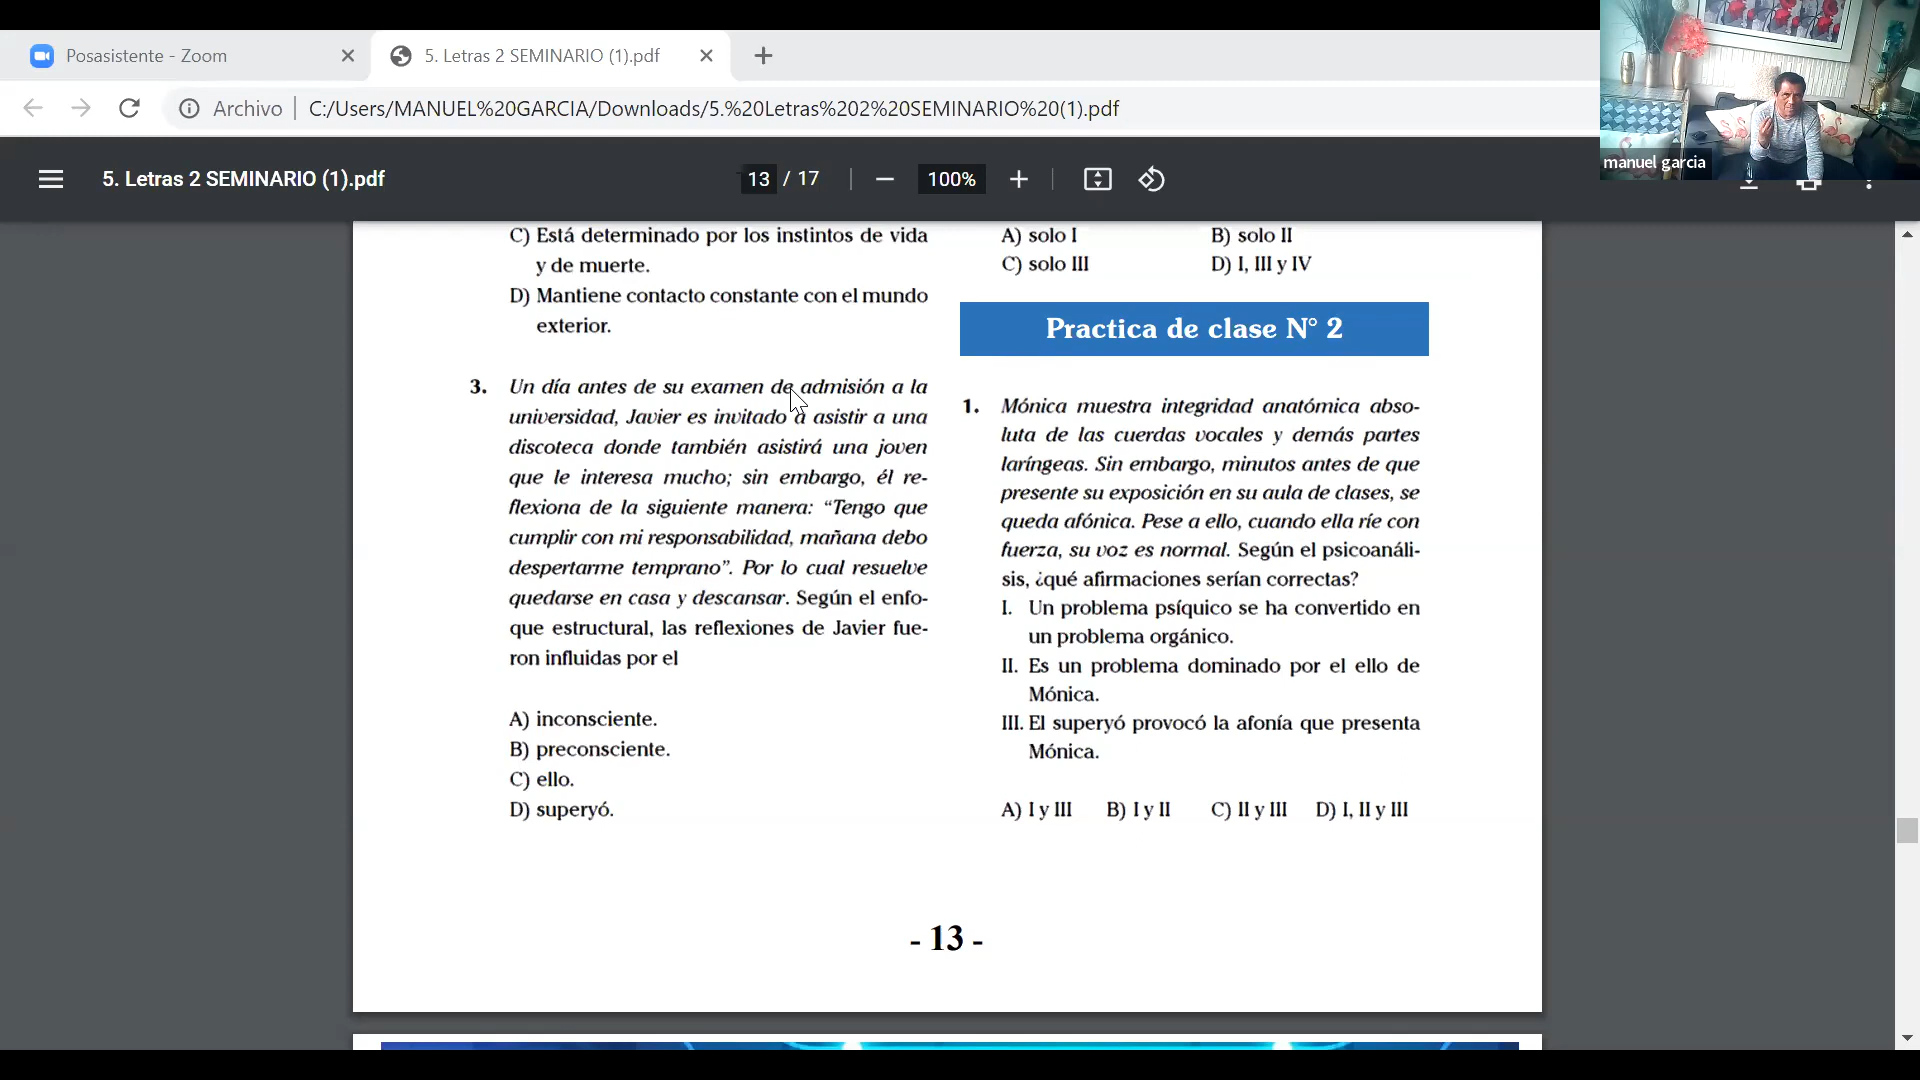 Posasistente - Zoom
5. Letras 2 SEMINARIO (1).pdf
Archivo
C:/Users/MANUEL%20GARCIA/Downloads/5.%20Letras%202%20SEMINARIO%20(1).pdf
manuel garcia
5. Letras 2 SEMINARIO (1).pdf
13 / 17
100%
C) Está determinado por los instintos de vida
y de muerte.
D) Mantiene contacto constante con el mundo
exterior.
3. Un día antes de su examen de admisión a la
universidad, Javier es invitado a asistir a una
discoteca donde también asistirá una joven
que le interesa mucho; sin embargo, él re-
flexiona de la siguiente manera: “Tengo que
cumplir con mi responsabilidad, mañana debo
despertarme temprano”. Por lo cual resuelve
quedarse en casa y descansar. Según el enfo-
que estructural, las reflexiones de Javier fue-
ron influidas por el
A) inconsciente.
B) preconsciente.
C) ello.
D) superyó.
A) solo I B) solo II
C) solo III D) I, III y IV
Practica de clase N° 2
1. Mónica muestra integridad anatómica abso-
luta de las cuerdas vocales y demás partes
laríngeas. Sin embargo, minutos antes de que
presente su exposición en su aula de clases, se
queda afónica. Pese a ello, cuando ella ríe con
fuerza, su voz es normal. Según el psicoanáli-
sis, ¿qué afirmaciones serían correctas?
I. Un problema psíquico se ha convertido en
un problema orgánico.
II. Es un problema dominado por el ello de
Mónica.
III. El superyó provocó la afonía que presenta
Mónica.
A) I y III B) I y II C) II y III D) I, II y III
- 13 -